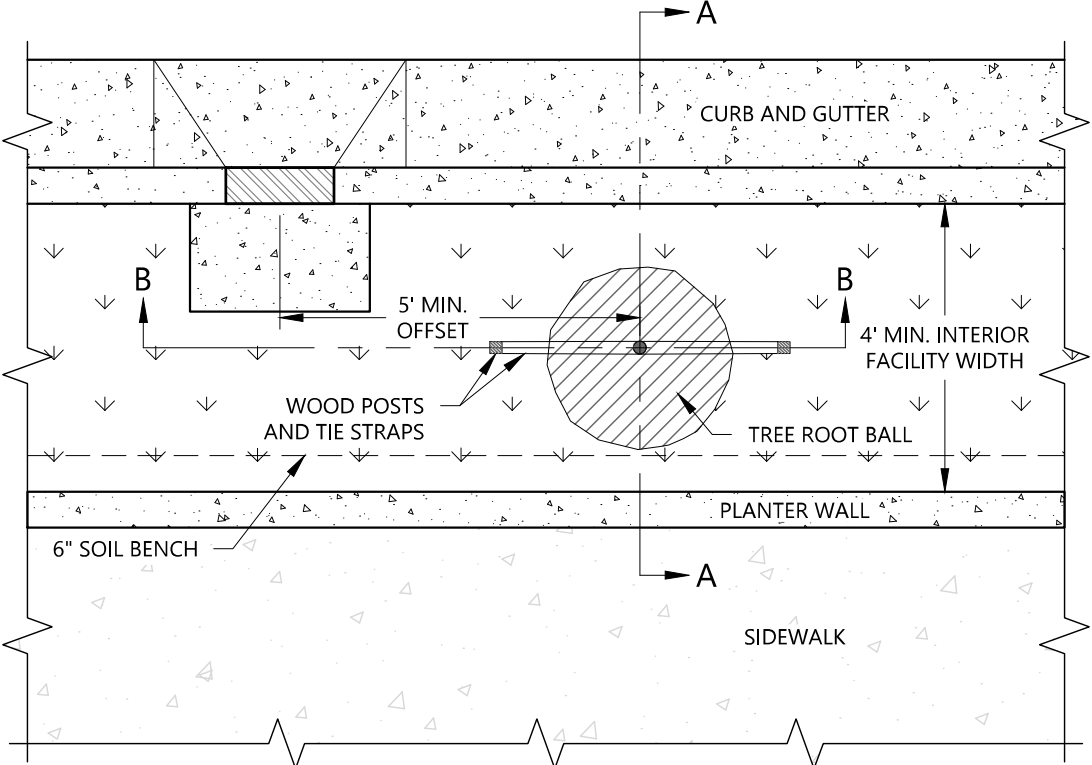 A
CURB AND GUTTER
B
B
5' MIN.
OFFSET
4' MIN. INTERIOR
FACILITY WIDTH
WOOD POSTS
AND TIE STRAPS
TREE ROOT BALL
PLANTER WALL
6" SOIL BENCH
A
SIDEWALK